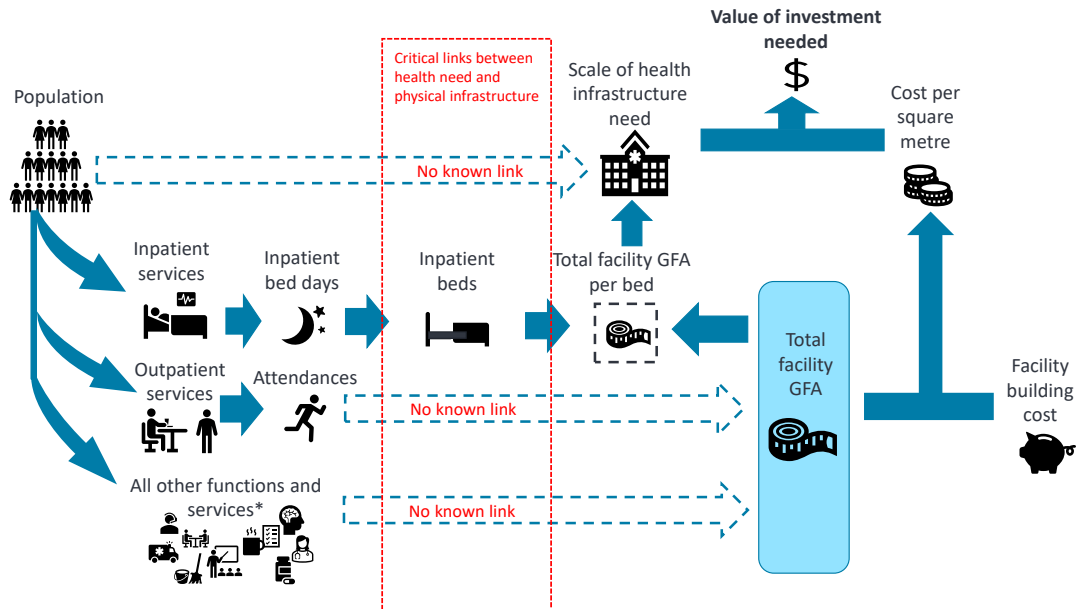 Value of investment
needed
Critical links between
health need and
physical infrastructure
Scale of health
infrastructure
need
Population
Cost per
square
metre
No known link
Inpatient
services
Inpatient
bed days
Inpatient
beds
Total facility GFA
per bed
Total
facility
GFA
Outpatient
services
Attendances
No known link
Facility
building
cost
All other functions and
services*
No known link